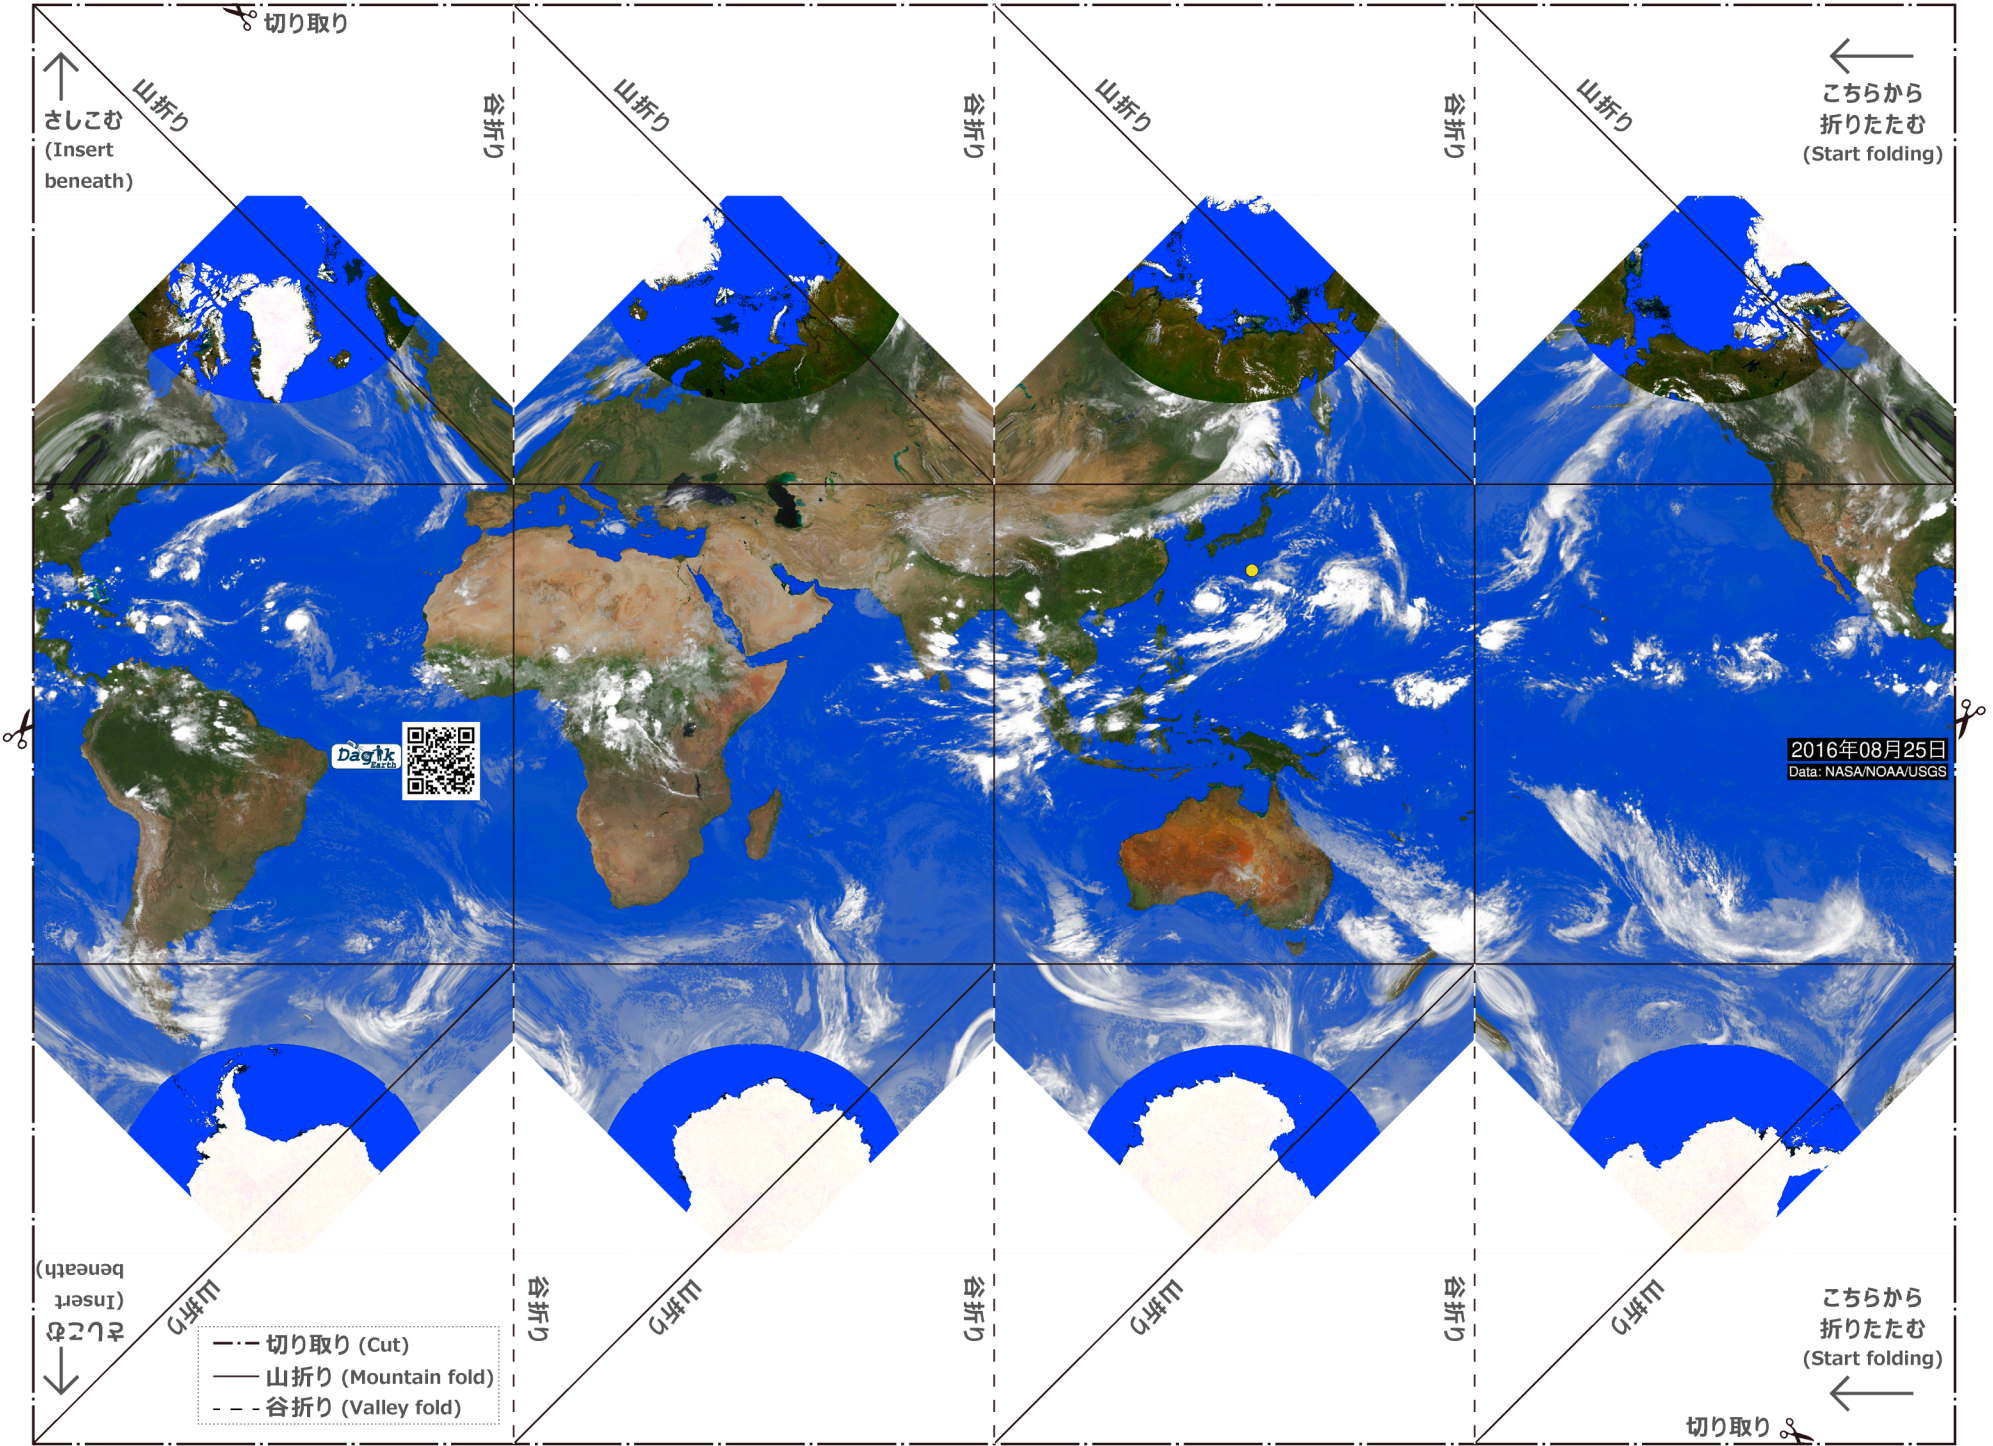 切り取り
山折り
谷折り
山折り
谷折り
山折り
谷折り
山折り
さしこむ
(Insert
beneath)
こちらから
折りたたむ
(Start folding)
Dagik
Earth
2016年08月25日
Data: NASA/NOAA/USGS
さしこむ
(Insert
beneath)
山折り
谷折り
山折り
谷折り
山折り
谷折り
山折り
こちらから
折りたたむ
(Start folding)
切り取り (Cut)
山折り (Mountain fold)
谷折り (Valley fold)
切り取り